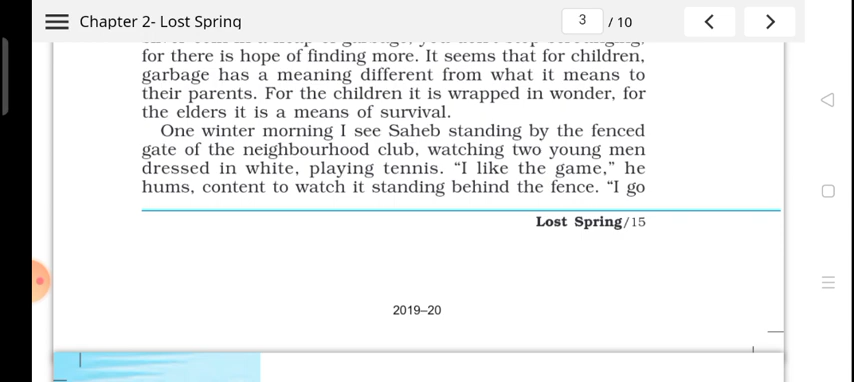 Chapter 2- Lost Spring
3 / 10
for there is hope of finding more. It seems that for children,
garbage has a meaning different from what it means to
their parents. For the children it is wrapped in wonder, for
the elders it is a means of survival.
One winter morning I see Saheb standing by the fenced
gate of the neighbourhood club, watching two young men
dressed in white, playing tennis. “I like the game,” he
hums, content to watch it standing behind the fence. “I go
Lost Spring/15
2019–20